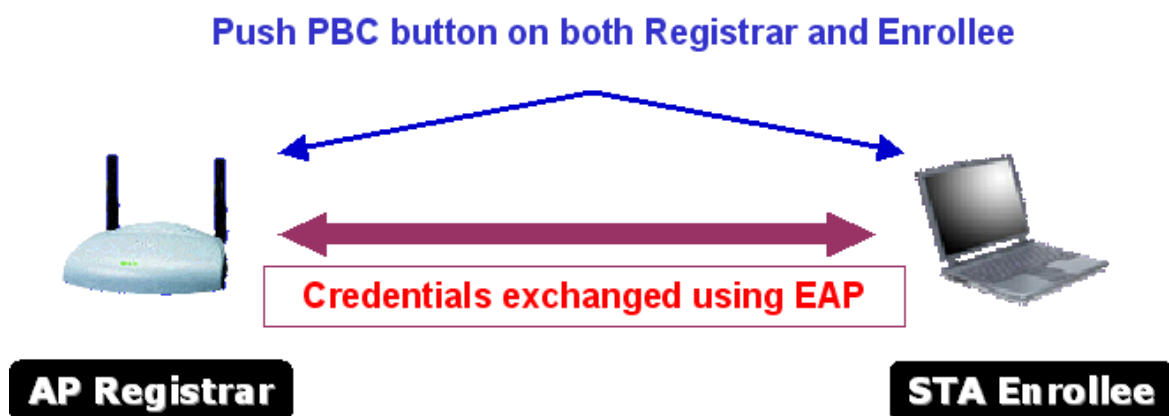 Push PBC button on both Registrar and Enrollee
Credentials exchanged using EAP
AP Registrar
STA Enrollee